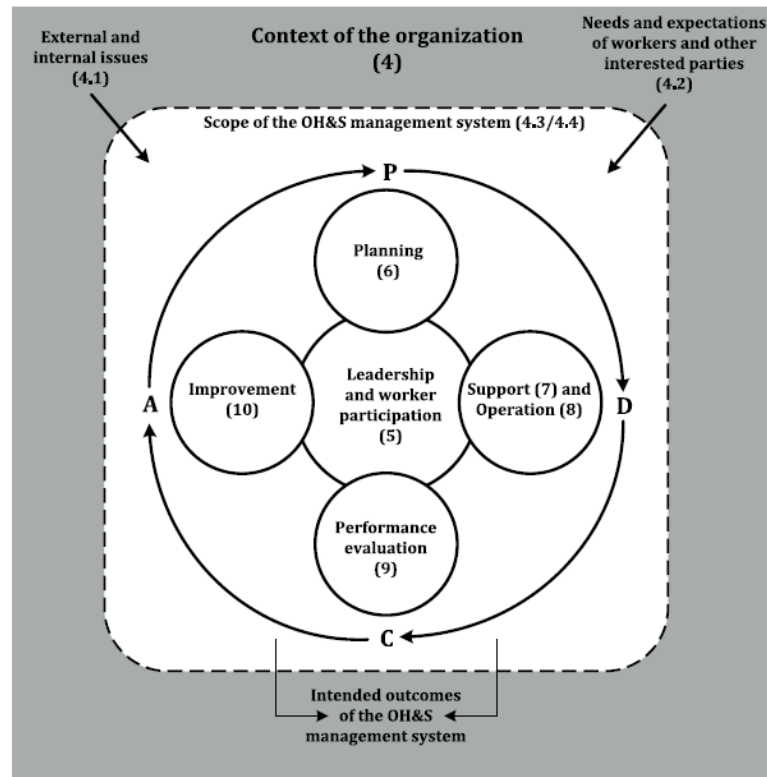 External and
internal issues
(4.1)
Context of the organization
(4)
Needs and expectations
of workers and other
interested parties
(4.2)
Scope of the OH&S management system (4.3/4.4)
P
Planning
(6)
A
Improvement
(10)
Leadership
and worker
participation
(5)
Support (7) and
Operation (8)
D
Performance
evaluation
(9)
C
Intended outcomes
of the OH&S
management system